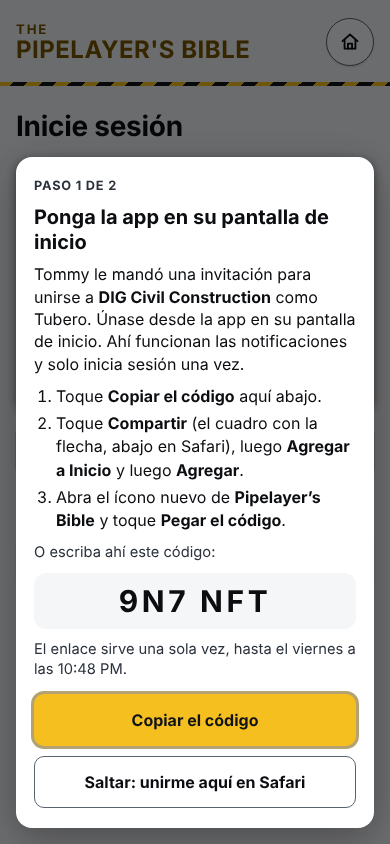 THE
PIPELAYER'S BIBLE
Inicie sesión
PASO 1 DE 2
Ponga la app en su pantalla de
inicio
Tommy le mandó una invitación para
unirse a DIG Civil Construction como
Tubero. Únase desde la app en su pantalla
de inicio. Ahí funcionan las notificaciones
y solo inicia sesión una vez.
1. Toque Copiar el código aquí abajo.
2. Toque Compartir (el cuadro con la
flecha, abajo en Safari), luego Agregar
a Inicio y luego Agregar.
3. Abra el ícono nuevo de Pipelayer’s
Bible y toque Pegar el código.
O escriba ahí este código:
9N7 NFT
El enlace sirve una sola vez, hasta el viernes a
las 10:48 PM.
Copiar el código
Saltar: unirme aquí en Safari